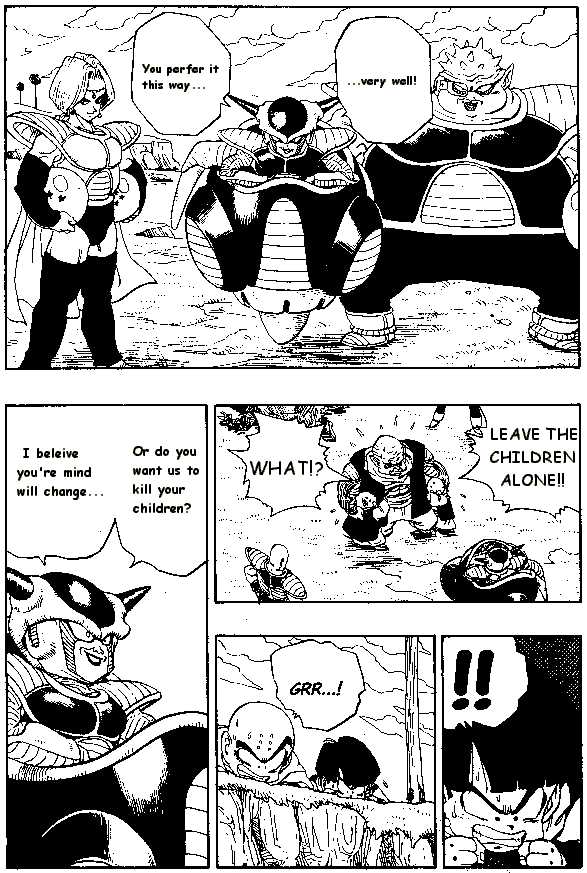 You perfer it
this way...
...very well!
I beleive
you're mind
will change...
Or do you
want us to
kill your
children?
WHAT!?
LEAVE THE
CHILDREN
ALONE!!
GRR...!
!!